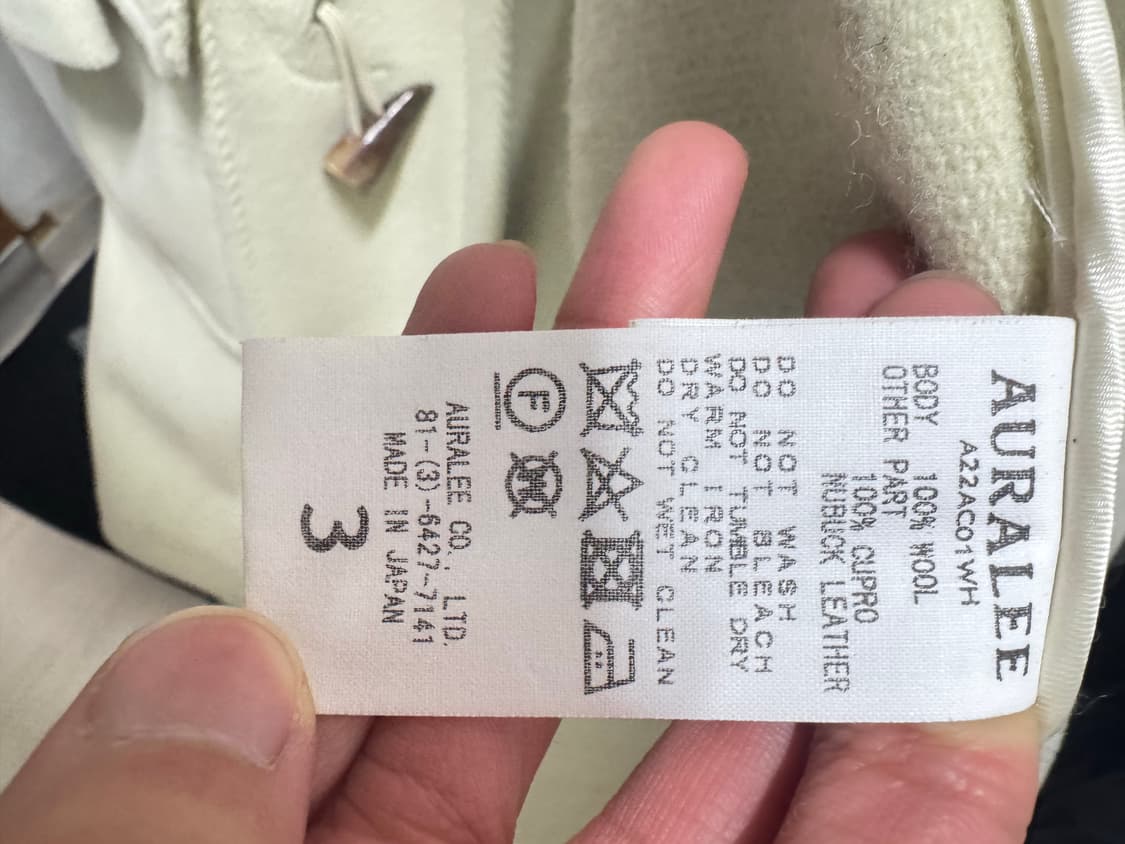 AURALEE
A22AC01WH
BODY 100% WOOL
OTHER PART
100% CUPRO
NUBUCK LEATHER
DO NOT WASH
DO NOT BLEACH
DO NOT TUMBLE DRY
WARM IRON
DRY CLEAN
DO NOT WET CLEAN
F
W
AURALEE CO., LTD.
81-(3)-6427-7141
MADE IN JAPAN
3